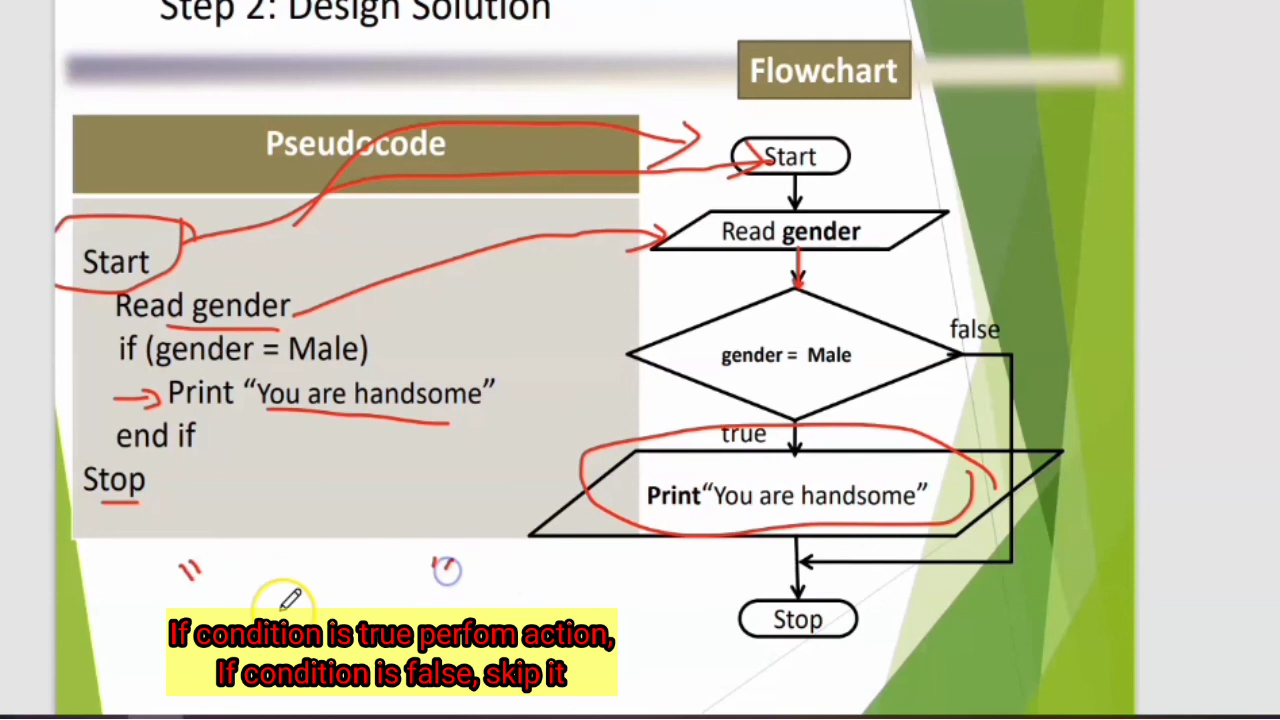 Step 2: Design Solution
Flowchart
Pseudocode
Start
Read gender
if (gender = Male)
Print “You are handsome”
end if
Stop
Start
Read gender
gender = Male
false
true
Print“You are handsome”
Stop
If condition is true perfom action,
If condition is false, skip it